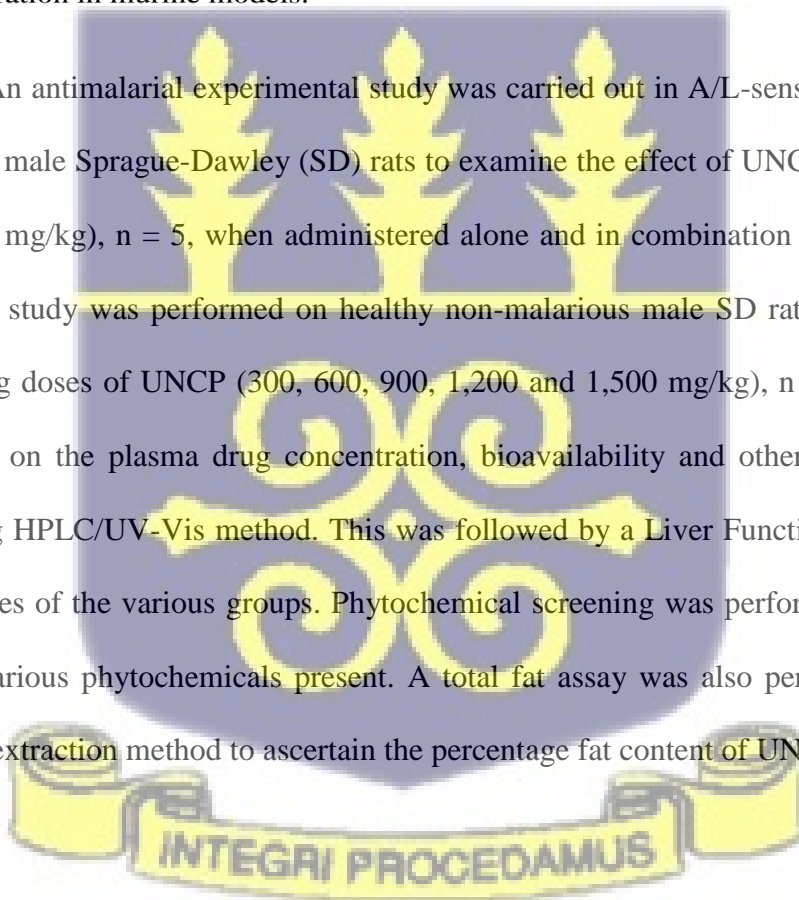 ration in murine models.
An antimalarial experimental study was carried out in A/L-sens
male Sprague-Dawley (SD) rats to examine the effect of UNC
mg/kg), n = 5, when administered alone and in combination
study was performed on healthy non-malarious male SD rat
g doses of UNCP (300, 600, 900, 1,200 and 1,500 mg/kg), n
on the plasma drug concentration, bioavailability and other
g HPLC/UV-Vis method. This was followed by a Liver Functi
es of the various groups. Phytochemical screening was perfor
arious phytochemicals present. A total fat assay was also per
extraction method to ascertain the percentage fat content of UN
INTEGRI PROCEDAMUS